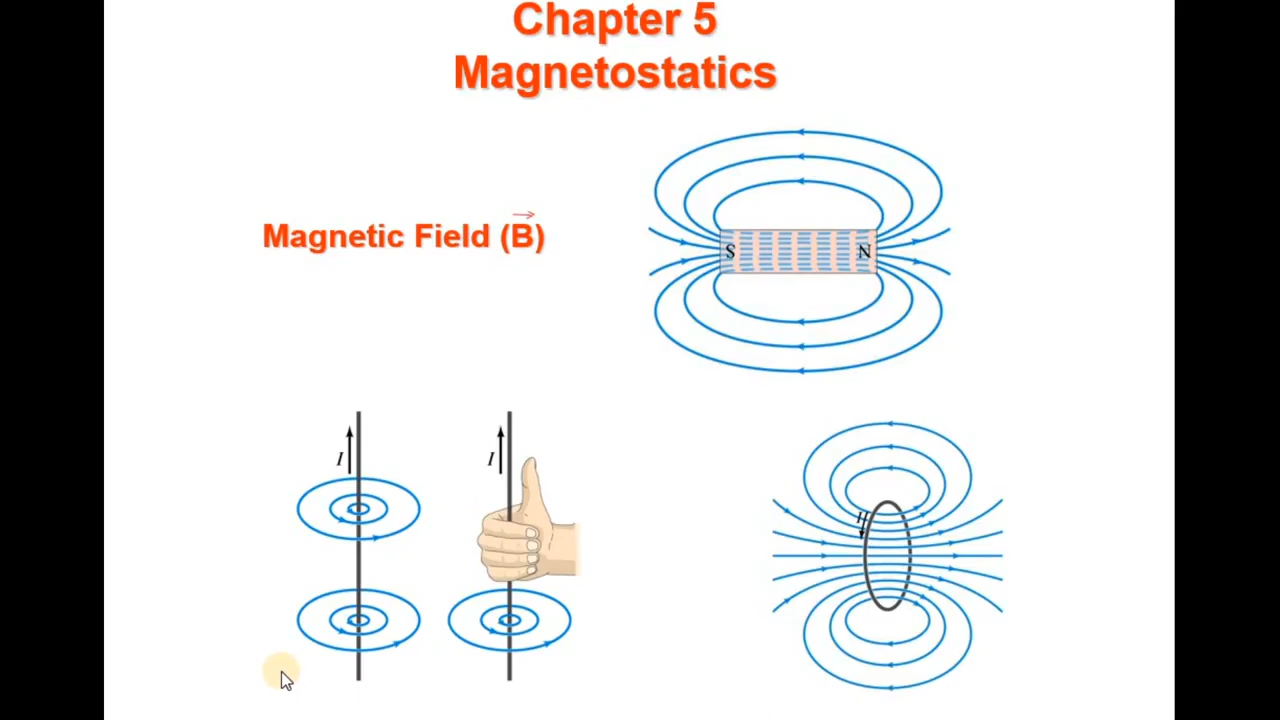 Chapter 5
Magnetostatics
Magnetic Field (B⃗)
S N
I
I